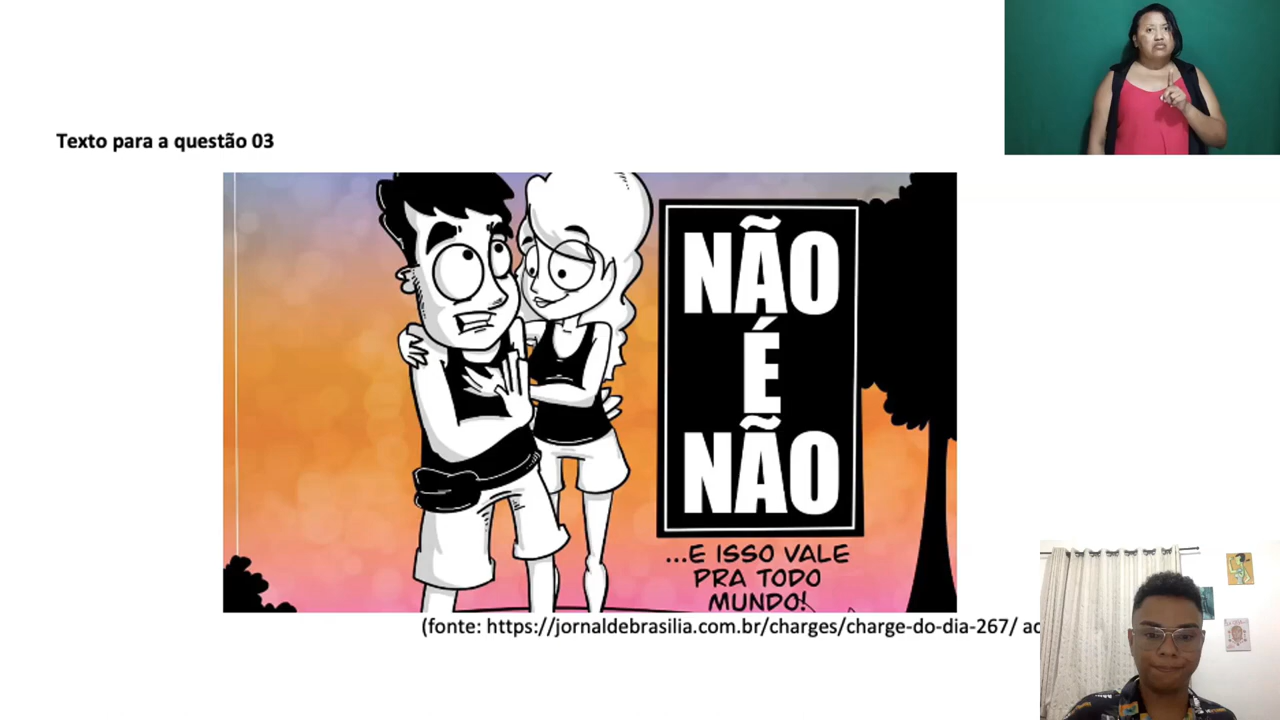 Texto para a questão 03
NÃO
É
NÃO
...E ISSO VALE
PRA TODO
MUNDO!
(fonte: https://jornaldebrasilia.com.br/charges/charge-do-dia-267/